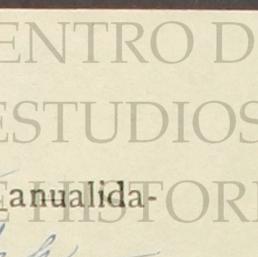 ENTRO D
ESTUDIOS
E HISTORI
anualida-